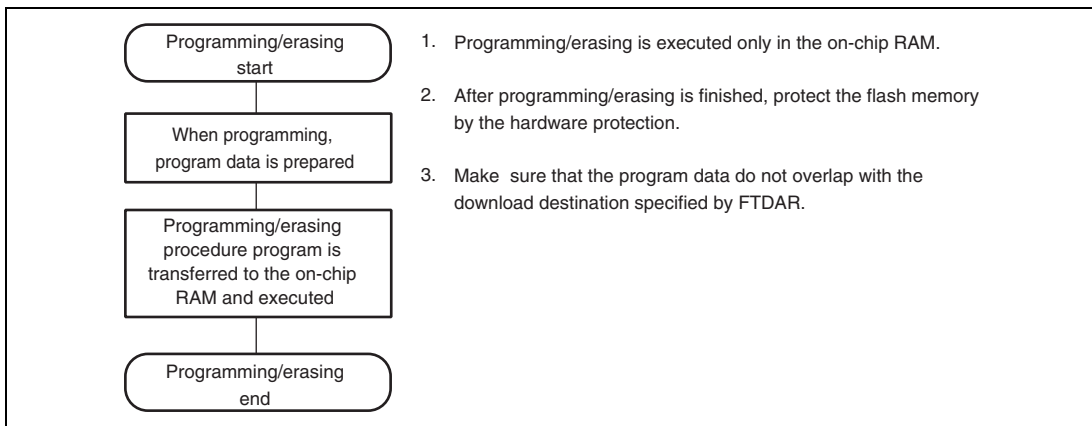 Programming/erasing
start
When programming,
program data is prepared
Programming/erasing
procedure program is
transferred to the on-chip
RAM and executed
Programming/erasing
end
1. Programming/erasing is executed only in the on-chip RAM.
2. After programming/erasing is finished, protect the flash memory
by the hardware protection.
3. Make sure that the program data do not overlap with the
download destination specified by FTDAR.